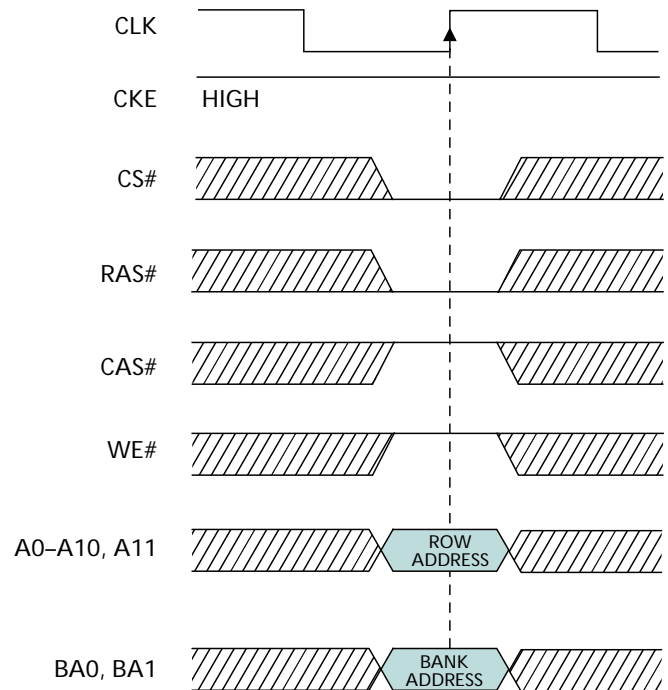 CLK
CKE HIGH
CS#
RAS#
CAS#
WE#
A0–A10, A11 ROW
ADDRESS
BA0, BA1 BANK
ADDRESS